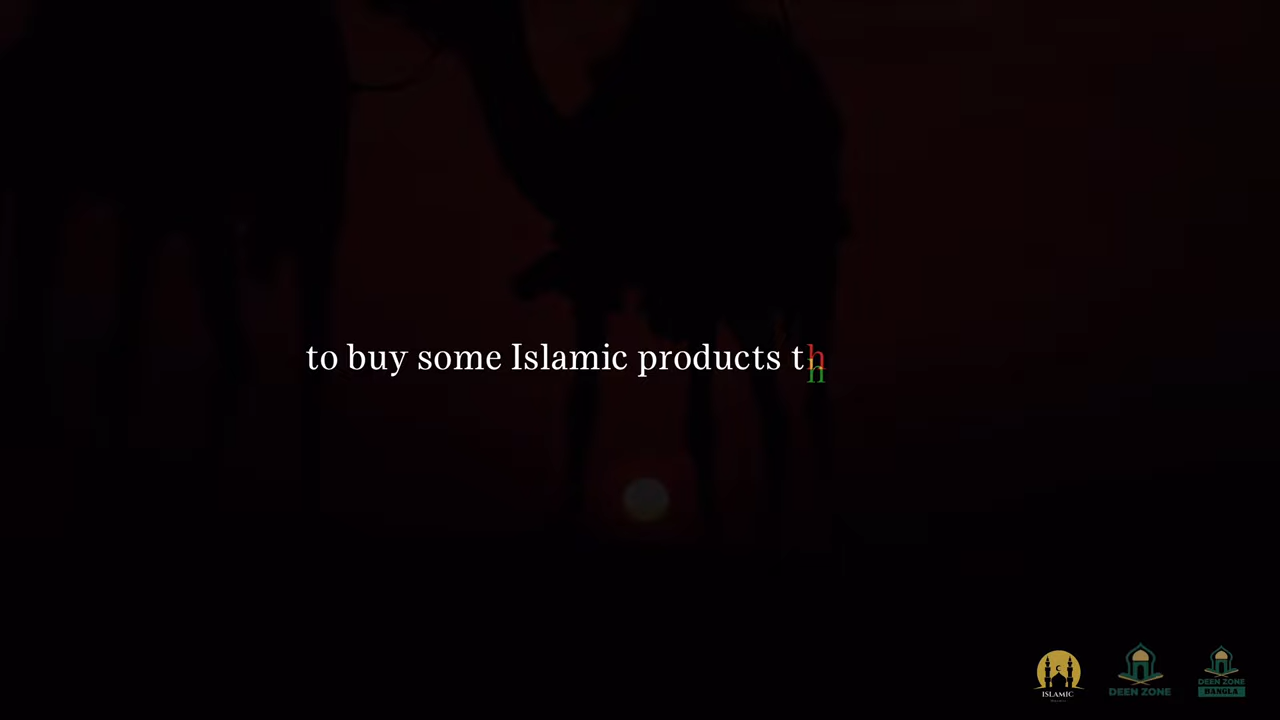 to buy some Islamic products th
ISLAMIC
DEEN ZONE
DEEN ZONE
BANGLA